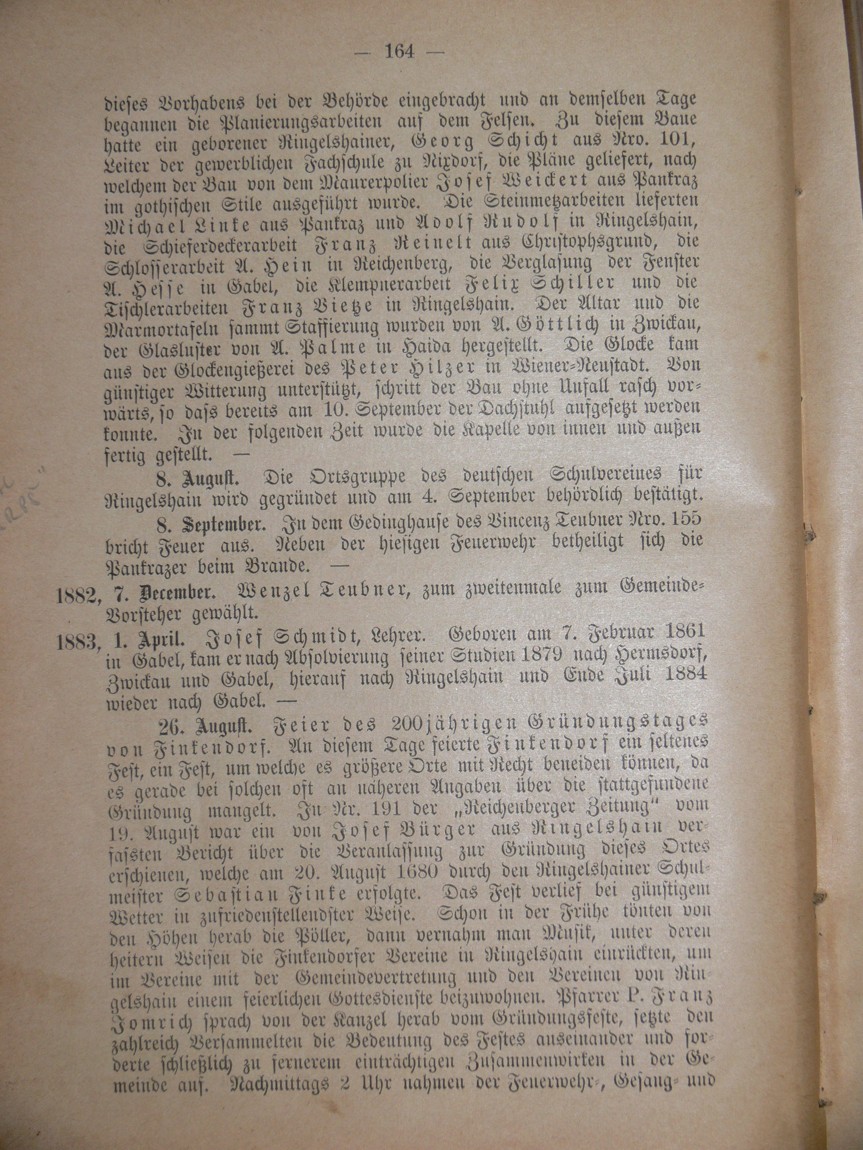 — 164 —
dieses Vorhabens bei der Behörde eingebracht und an demselben Tage
begannen die Planierungsarbeiten auf dem Felsen. Zu diesem Baue
hatte ein geborener Ringelshainer, Georg Schicht aus Nro. 101,
Leiter der gewerblichen Fachschule zu Nixdorf, die Pläne geliefert, nach
welchem der Bau von dem Maurerpolier Josef Weickert aus Pankraz
im gothischen Stile ausgeführt wurde. Die Steinmetzarbeiten lieferten
Michael Linke aus Pankraz und Adolf Rudolf in Ringelshain,
die Schieferdeckerarbeit Franz Reinelt aus Christophsgrund, die
Schlosserarbeit A. Hein in Reichenberg, die Verglasung der Fenster
A. Hesse in Gabel, die Klempnerarbeit Felix Schiller und die
Tischlerarbeiten Franz Vietze in Ringelshain. Der Altar und die
Marmortafeln sammt Staffierung wurden von A. Göttlich in Zwickau,
der Glasluster von A. Palme in Haida hergestellt. Die Glocke kam
aus der Glockengießerei des Peter Hilzer in Wiener-Neustadt. Von
günstiger Witterung unterstützt, schritt der Bau ohne Unfall rasch vor-
wärts, so dass bereits am 10. September der Dachstuhl aufgesetzt werden
konnte. In der folgenden Zeit wurde die Kapelle von innen und außen
fertig gestellt. —
8. August. Die Ortsgruppe des deutschen Schulvereines für
Ringelshain wird gegründet und am 4. September behördlich bestätigt.
8. September. In dem Gedinghause des Vincenz Teubner Nro. 155
bricht Feuer aus. Neben der hiesigen Feuerwehr betheiligt sich die
Pankrazer beim Brande. —
1882, 7. December. Wenzel Teubner, zum zweitenmale zum Gemeinde-
Vorsteher gewählt.
1883, 1. April. Josef Schmidt, Lehrer. Geboren am 7. Februar 1861
in Gabel, kam er nach Absolvierung seiner Studien 1879 nach Hermsdorf,
Zwickau und Gabel, hierauf nach Ringelshain und Ende Juli 1884
wieder nach Gabel. —
26. August. Feier des 200jährigen Gründungstages
von Finkendorf. An diesem Tage feierte Finkendorf ein seltenes
Fest, ein Fest, um welche es größere Orte mit Recht beneiden können, da
es gerade bei solchen oft an näheren Angaben über die stattgefundene
Gründung mangelt. In Nr. 191 der „Reichenberger Zeitung“ vom
19. August war ein von Josef Bürger aus Ringelshain ver-
fassten Bericht über die Veranlassung zur Gründung dieses Ortes
erschienen, welche am 20. August 1680 durch den Ringelshainer Schul-
meister Sebastian Finke erfolgte. Das Fest verlief bei günstigem
Wetter in zufriedenstellendster Weise. Schon in der Frühe tönten von
den Höhen herab die Pöller, dann vernahm man Musik, unter deren
heitern Weisen die Finkendorfer Vereine in Ringelshain einrückten, um
im Vereine mit der Gemeindevertretung und den Vereinen von Rin
gelshain einem feierlichen Gottesdienste beizuwohnen. Pfarrer P. Franz
Jomrich sprach von der Kanzel herab vom Gründungsfeste, setzte den
zahlreich Versammelten die Bedeutung des Festes auseinander und for-
derte schließlich zu fernerem einträchtigen Zusammenwirken in der Ge-
meinde auf. Nachmittags 2 Uhr nahmen der Feuerwehr-, Gesang- und